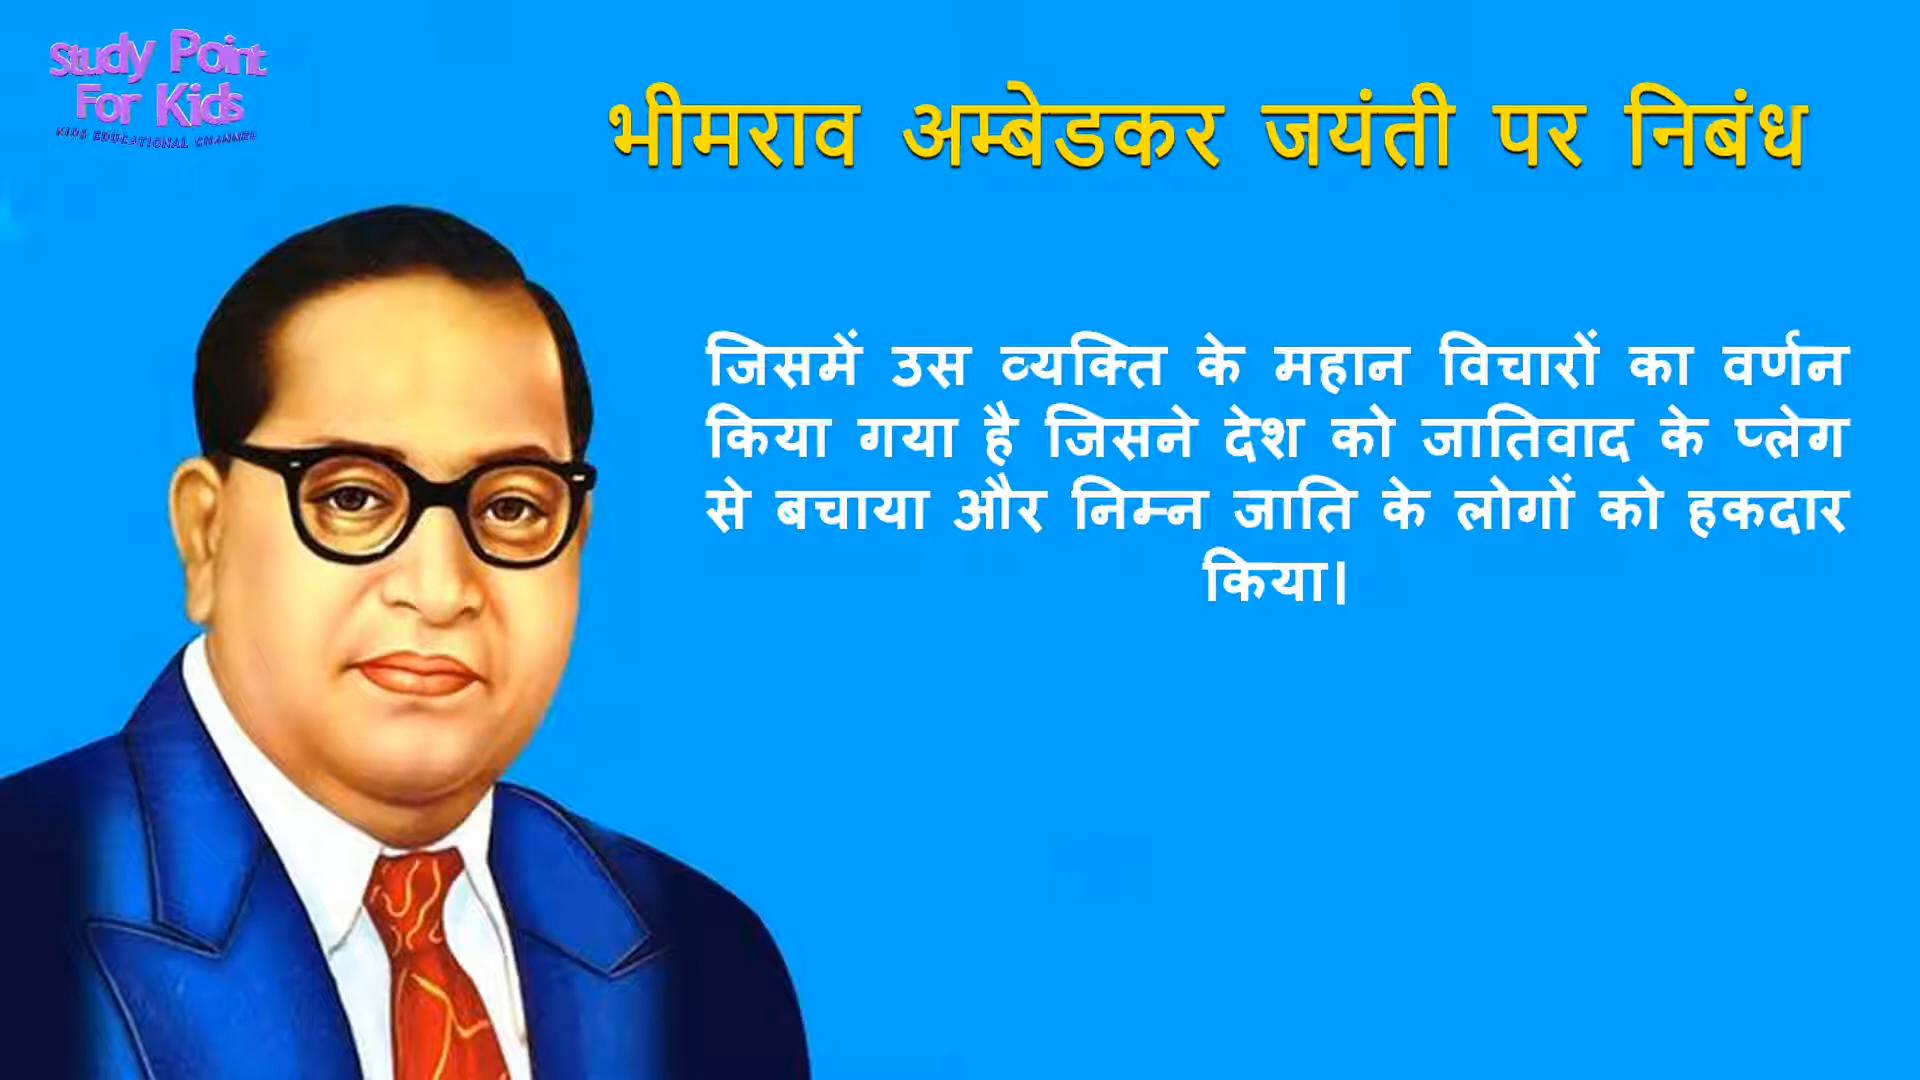 Study Point
For Kids
KIDS EDUCATIONAL CHANNEL
भीमराव अम्बेडकर जयंती पर निबंध
जिसमें उस व्यक्ति के महान विचारों का वर्णन
किया गया है जिसने देश को जातिवाद के प्लेग
से बचाया और निम्न जाति के लोगों को हकदार
किया।